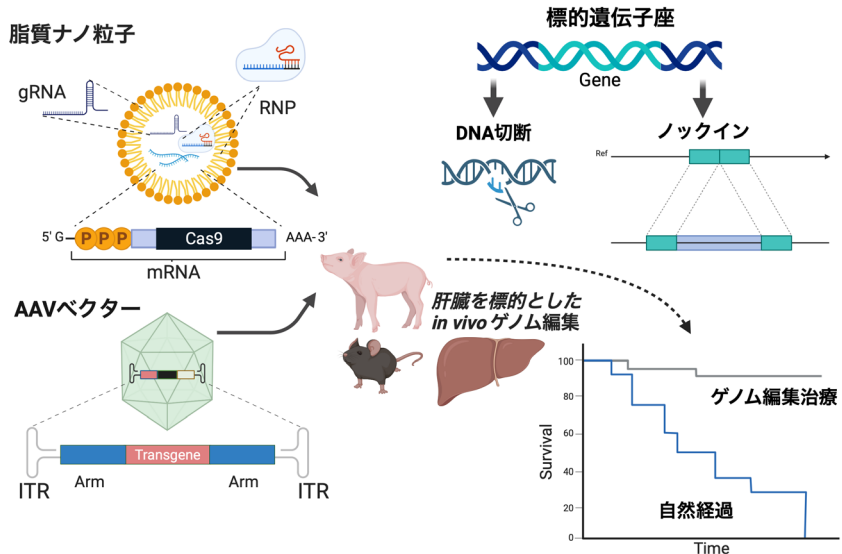 脂質ナノ粒子
gRNA
RNP
5' G
P P P
Cas9
AAA-3'
mRNA
AAVベクター
Transgene
Arm
Arm
ITR
ITR
標的遺伝子座
Gene
DNA切断
ノックイン
Ref
肝臓を標的とした
in vivo ゲノム編集
100
80
60
40
20
0
Survival
Time
ゲノム編集治療
自然経過